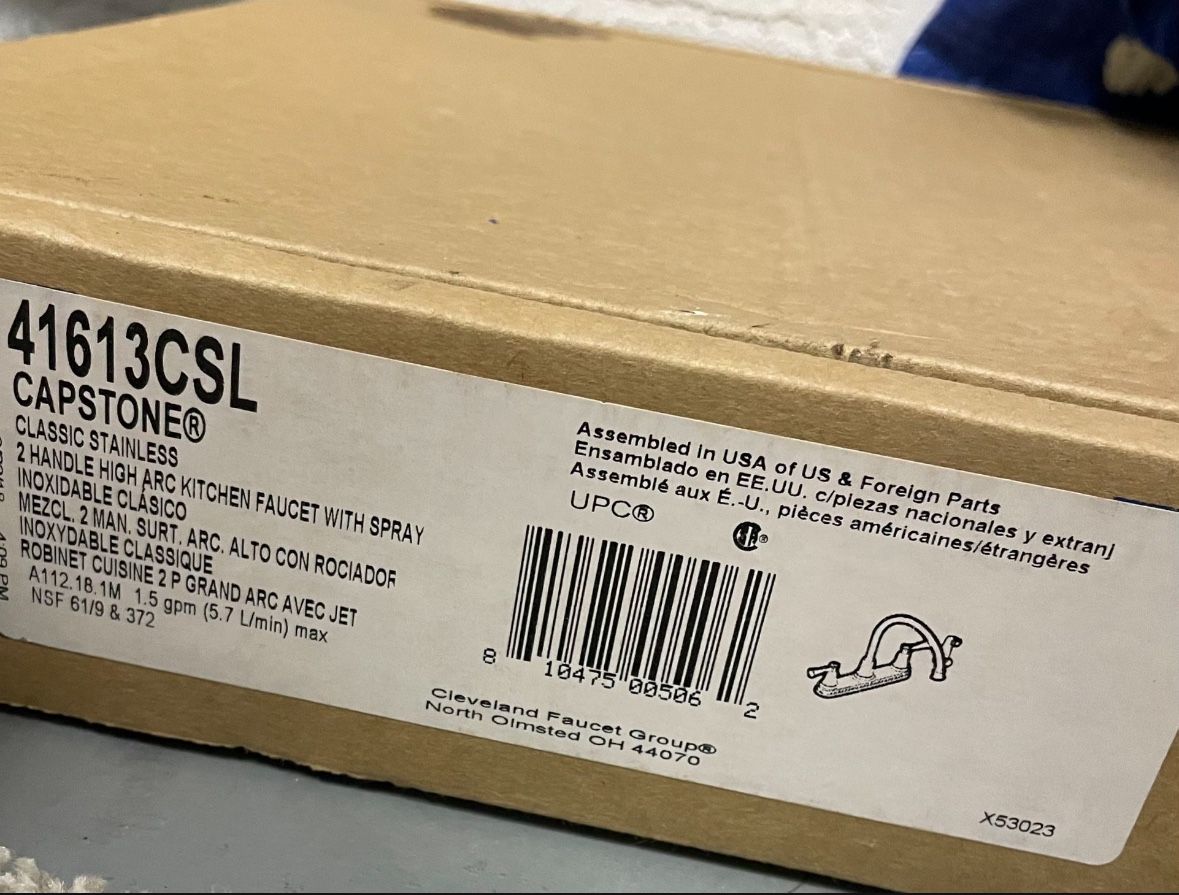 41613CSL
CAPSTONE®
CLASSIC STAINLESS
2 HANDLE HIGH ARC KITCHEN FAUCET WITH SPRAY
INOXIDABLE CLÁSICO
MEZCL. 2 MAN. SURT. ARC. ALTO CON ROCIADOR
INOXYDABLE CLASSIQUE
ROBINET CUISINE 2 P GRAND ARC AVEC JET
A112.18.1M 1.5 gpm (5.7 L/min) max
NSF 61/9 & 372
4:09 PM
Assembled in USA of US & Foreign Parts
Ensamblado en EE.UU. c/piezas nacionales y extranj
Assemblé aux É.-U., pièces américaines/étrangères
UPC®
8 10475 00506 2
Cleveland Faucet Group®
North Olmsted OH 44070
X53023